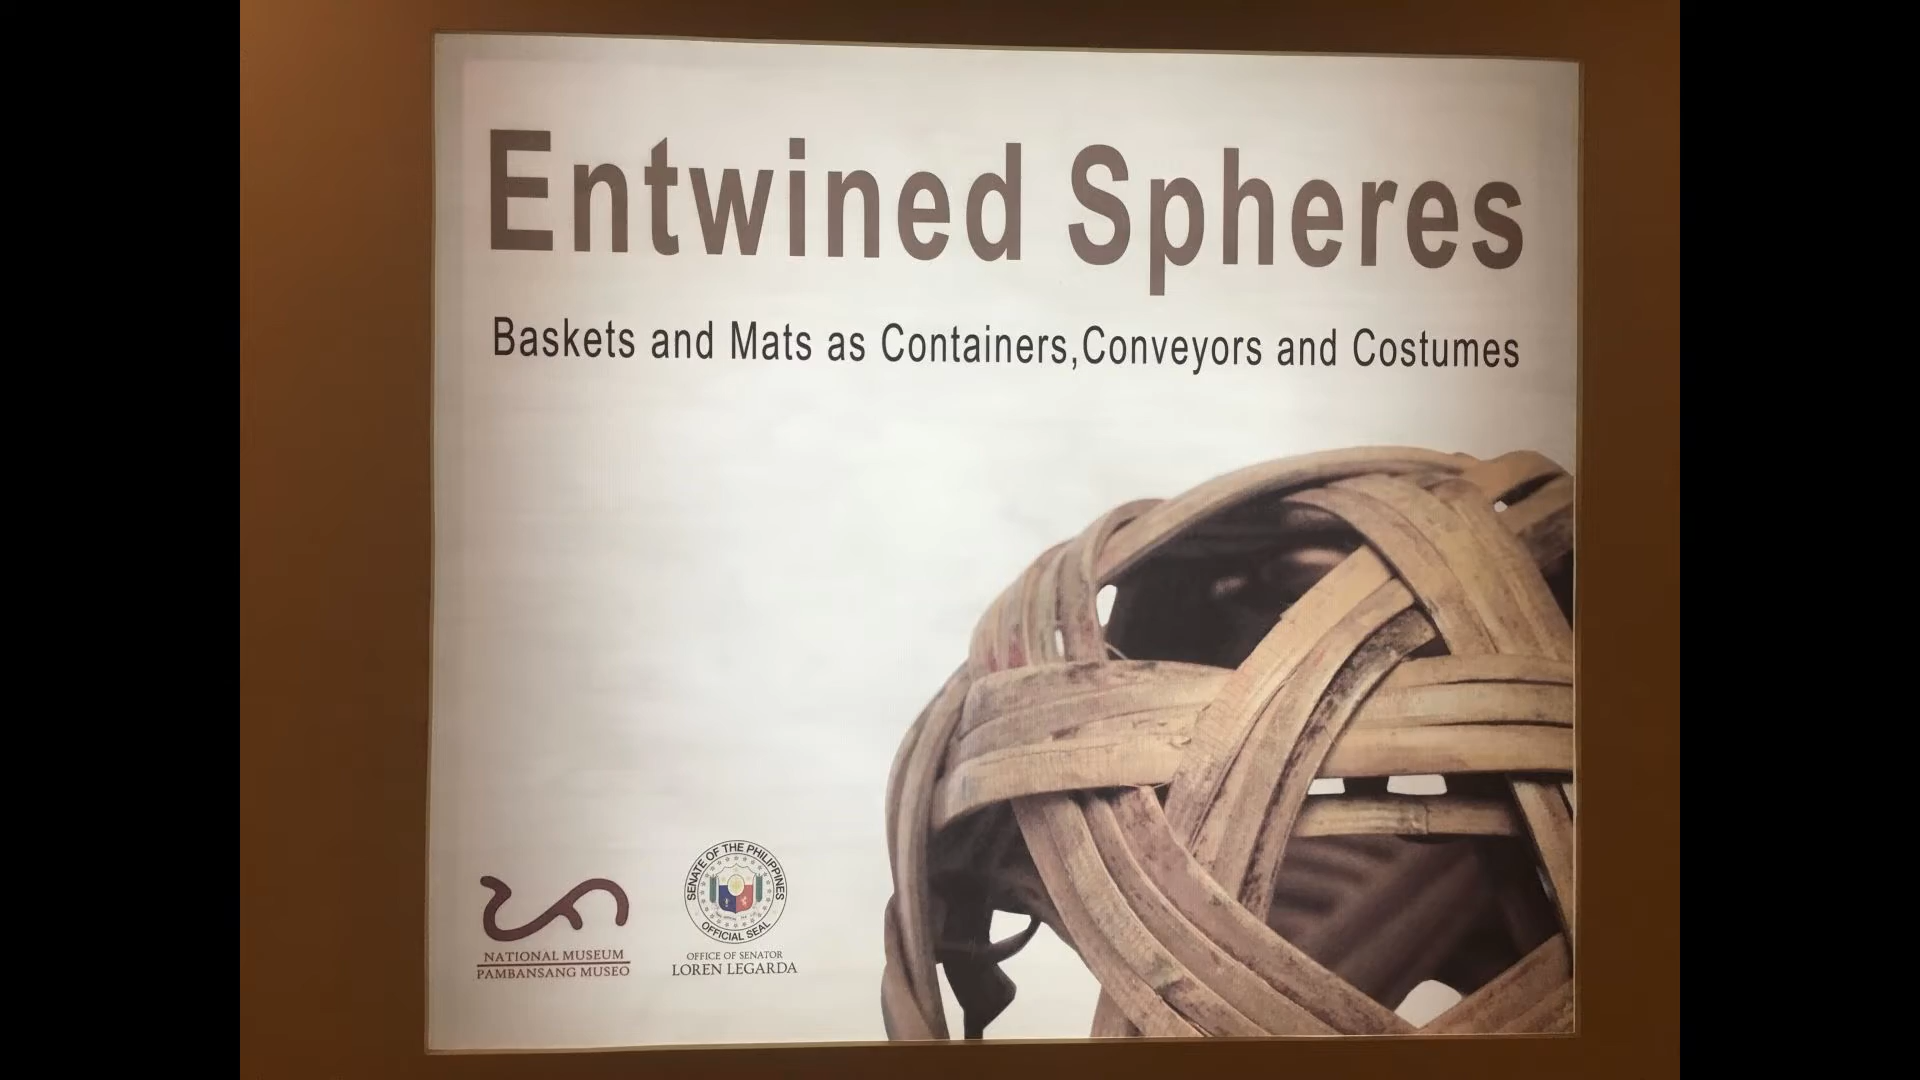 Entwined Spheres
Baskets and Mats as Containers,Conveyors and Costumes
SENATE OF THE PHILIPPINES
OFFICIAL SEAL
NATIONAL MUSEUM
PAMBANSANG MUSEO
OFFICE OF SENATOR
LOREN LEGARDA